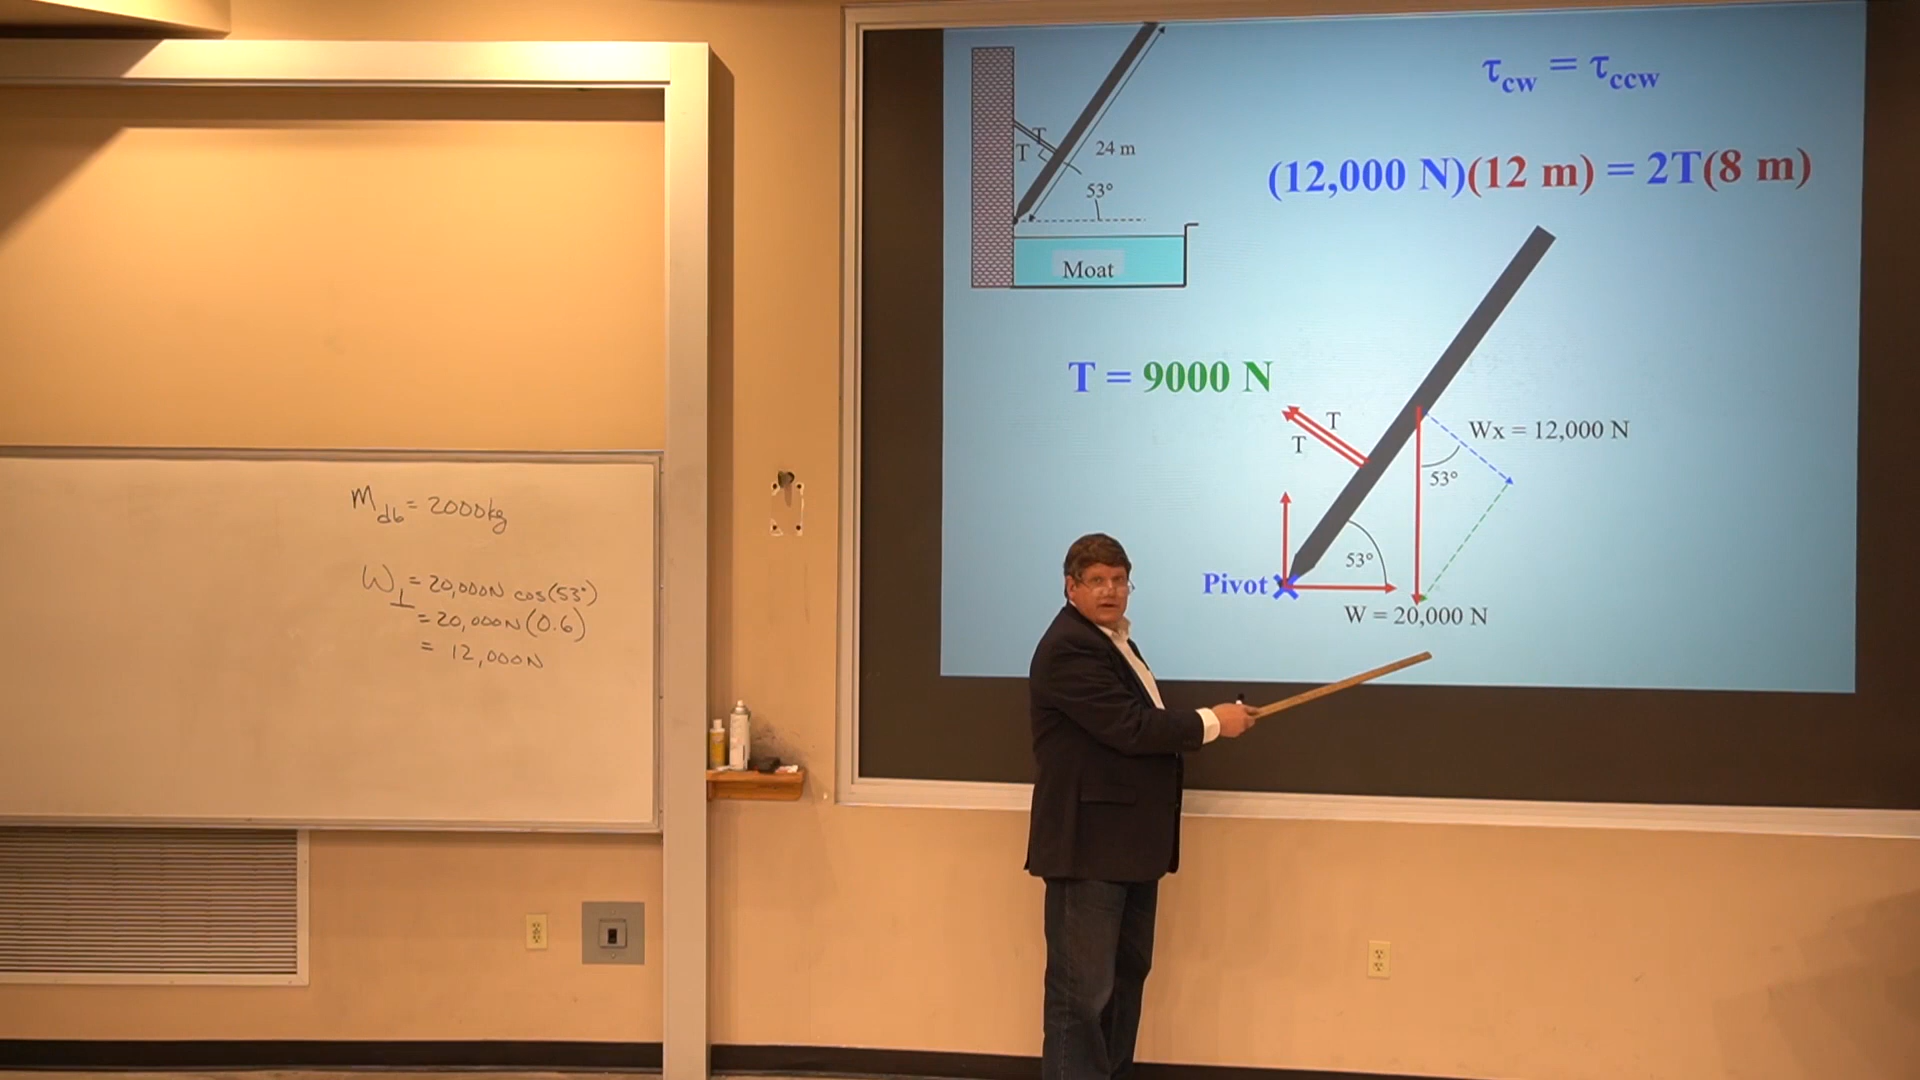 M_db = 2000kg
W⊥ = 20,000N cos(53°)
= 20,000N (0.6)
= 12,000N
T
T
24 m
53°
Moat
τcw = τccw
(12,000 N)(12 m) = 2T(8 m)
T = 9000 N
T
T
Wx = 12,000 N
53°
53°
Pivot
W = 20,000 N